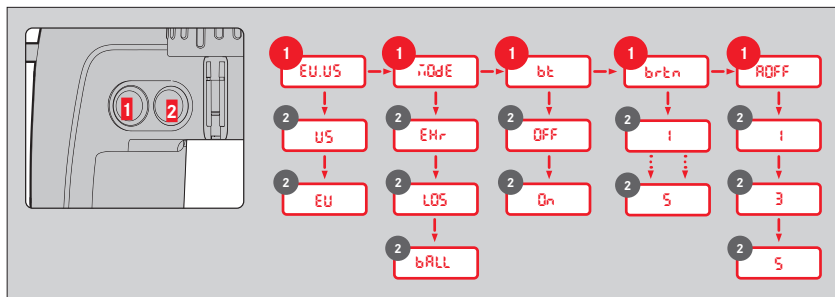 1 1 1 1 1
EU.US MODE bt brtn AOFF
1 2
2 2 2 2 2
US EHr OFF 1 1
2 2 2 2 2
EU LOS On 5 3
2 2
bALL 5